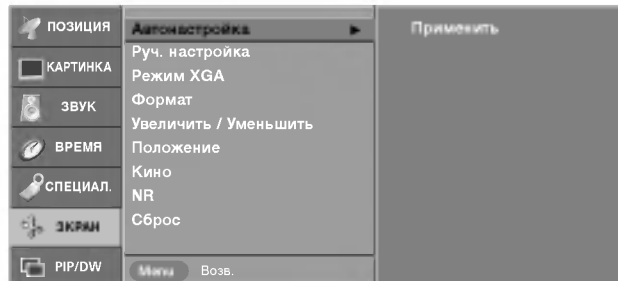 ПОЗИЦИЯ
КАРТИНКА
ЗВУК
ВРЕМЯ
СПЕЦИАЛ.
ЭКРАН
PIP/DW
Автонастройка
Руч. настройка
Режим XGA
Формат
Увеличить / Уменьшить
Положение
Кино
NR
Сброс
Menu Возв.
Применить